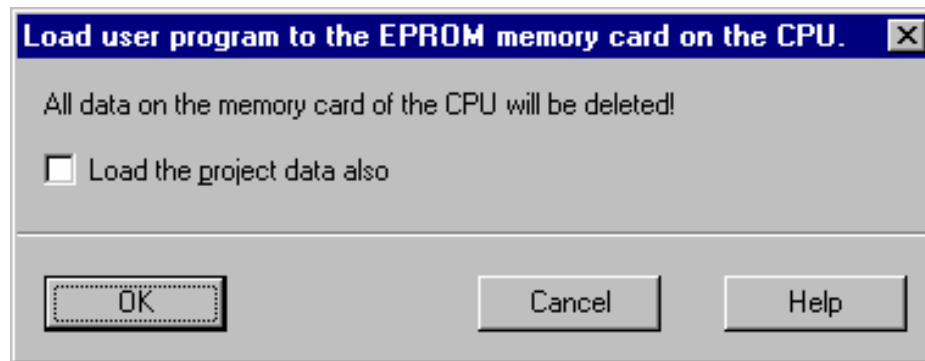 Load user program to the EPROM memory card on the CPU.
All data on the memory card of the CPU will be deleted!
Load the project data also
OK
Cancel
Help